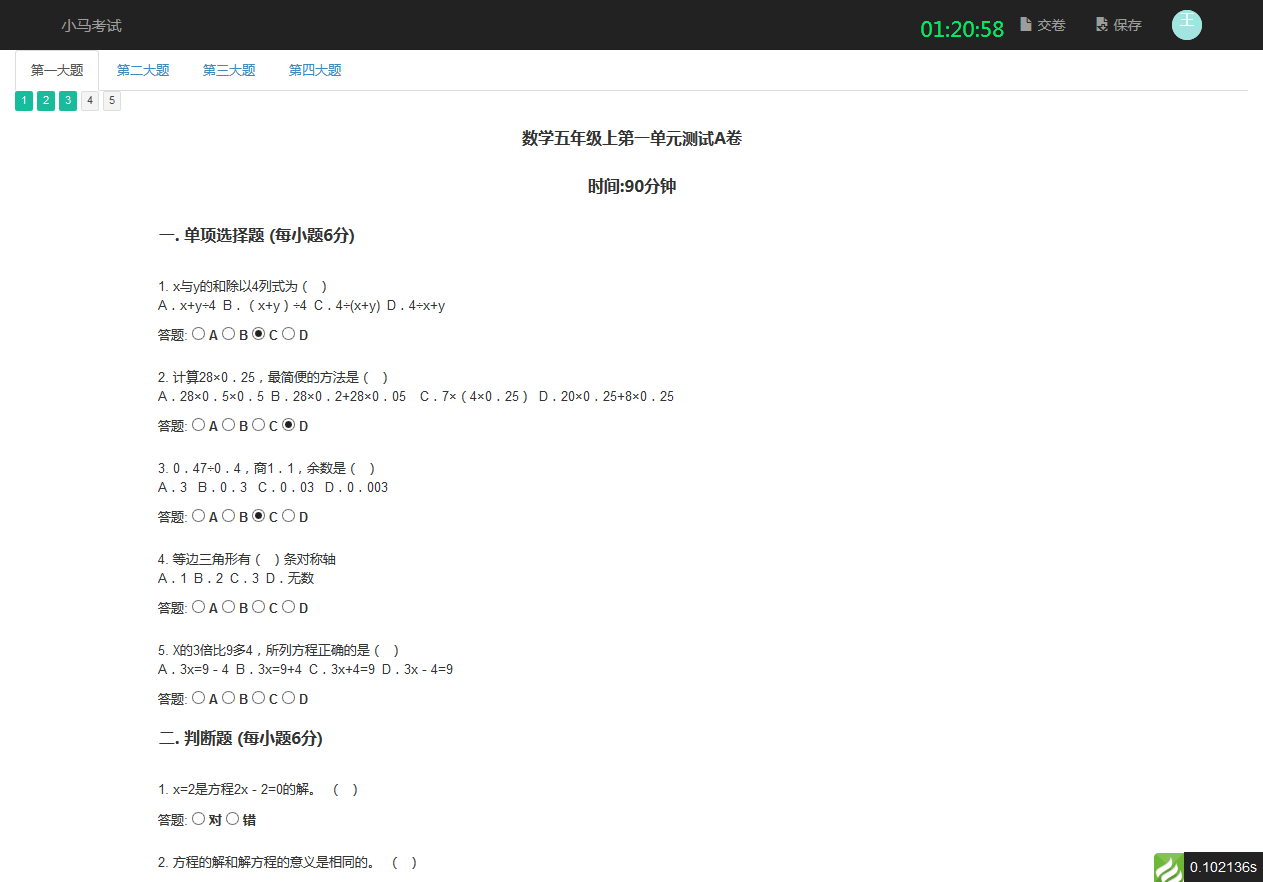 小马考试
01:20:58 交卷 保存 王
第一大题 第二大题 第三大题 第四大题
1 2 3 4 5
数学五年级上第一单元测试A卷
时间:90分钟
一. 单项选择题 (每小题6分)
1. x与y的和除以4列式为（　）
A．x+y÷4 B．（x+y）÷4 C．4÷(x+y) D．4÷x+y
答题: A B C D
2. 计算28×0．25，最简便的方法是（　）
A．28×0．5×0．5 B．28×0．2+28×0．05 C．7×（4×0．25） D．20×0．25+8×0．25
答题: A B C D
3. 0．47÷0．4，商1．1，余数是（　）
A．3 B．0．3 C．0．03 D．0．003
答题: A B C D
4. 等边三角形有（　）条对称轴
A．1 B．2 C．3 D．无数
答题: A B C D
5. X的3倍比9多4，所列方程正确的是（　）
A．3x=9－4 B．3x=9+4 C．3x+4=9 D．3x－4=9
答题: A B C D
二. 判断题 (每小题6分)
1. x=2是方程2x－2=0的解。 （　）
答题: 对 错
2. 方程的解和解方程的意义是相同的。 （　）
0.102136s